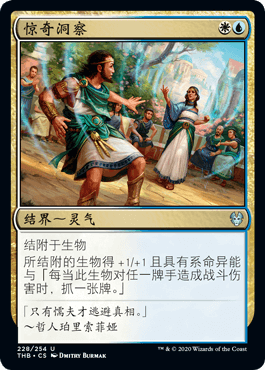 惊奇洞察
结界～灵气
结附于生物
所结附的生物得+1/+1且具有系命异能
与「每当此生物对任一牌手造成战斗伤
害时，抓一张牌。」
「只有懦夫才逃避真相。」
～哲人珀里索菲娅
228/254 U
THB • CS DMITRY BURMAK
™ & © 2020 Wizards of the Coast